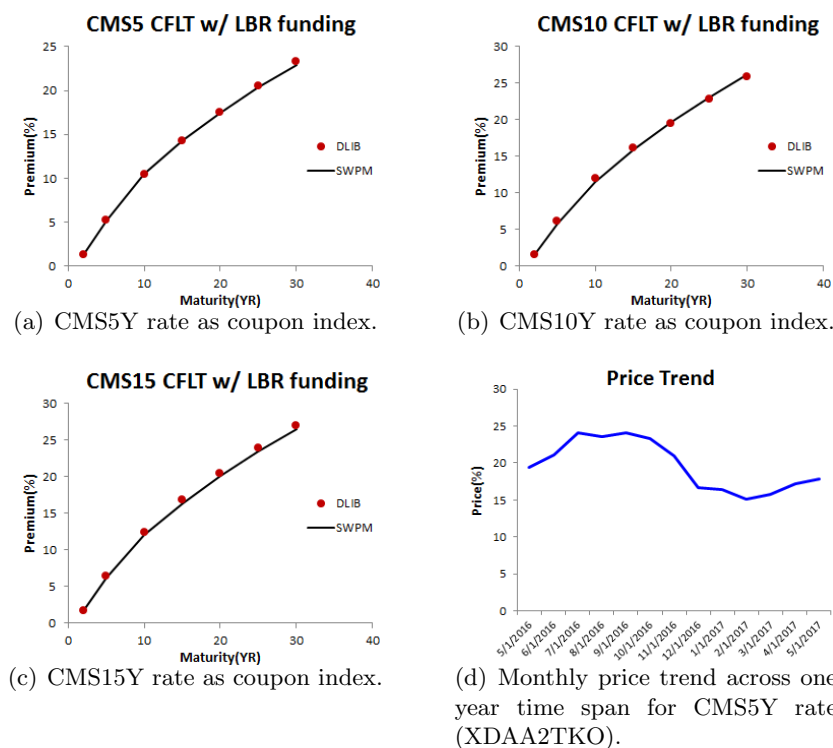 CMS5 CFLT w/ LBR funding
Premium(%)
25
20
15
10
5
0
0 10 20 30 40
Maturity(YR)
DLIB
SWPM
(a) CMS5Y rate as coupon index.
CMS10 CFLT w/ LBR funding
Premium(%)
30
25
20
15
10
5
0
0 10 20 30 40
Maturity(YR)
DLIB
SWPM
(b) CMS10Y rate as coupon index.
CMS15 CFLT w/ LBR funding
Premium(%)
30
25
20
15
10
5
0
0 10 20 30 40
Maturity(YR)
DLIB
SWPM
(c) CMS15Y rate as coupon index.
Price Trend
Price(%)
30
25
20
15
10
5
0
5/1/2016 6/1/2016 7/1/2016 8/1/2016 9/1/2016 10/1/2016 11/1/2016 12/1/2016 1/1/2017 2/1/2017 3/1/2017 4/1/2017 5/1/2017
(d) Monthly price trend across one
year time span for CMS5Y rate
(XDAA2TKO).